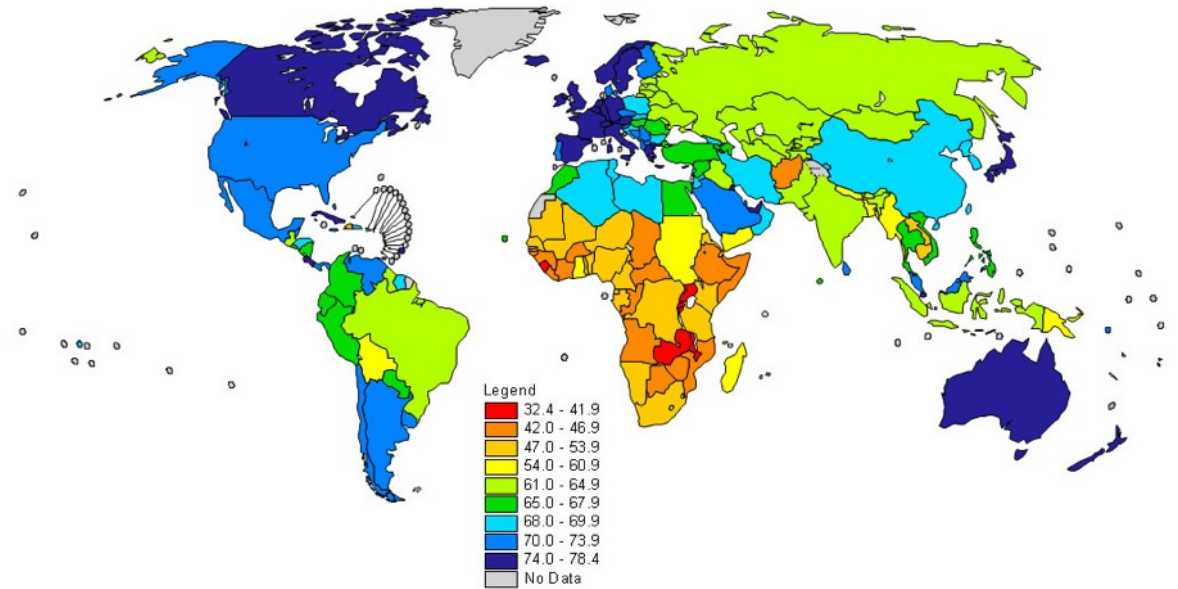 Legend
32.4 - 41.9
42.0 - 46.9
47.0 - 53.9
54.0 - 60.9
61.0 - 64.9
65.0 - 67.9
68.0 - 69.9
70.0 - 73.9
74.0 - 78.4
No Data